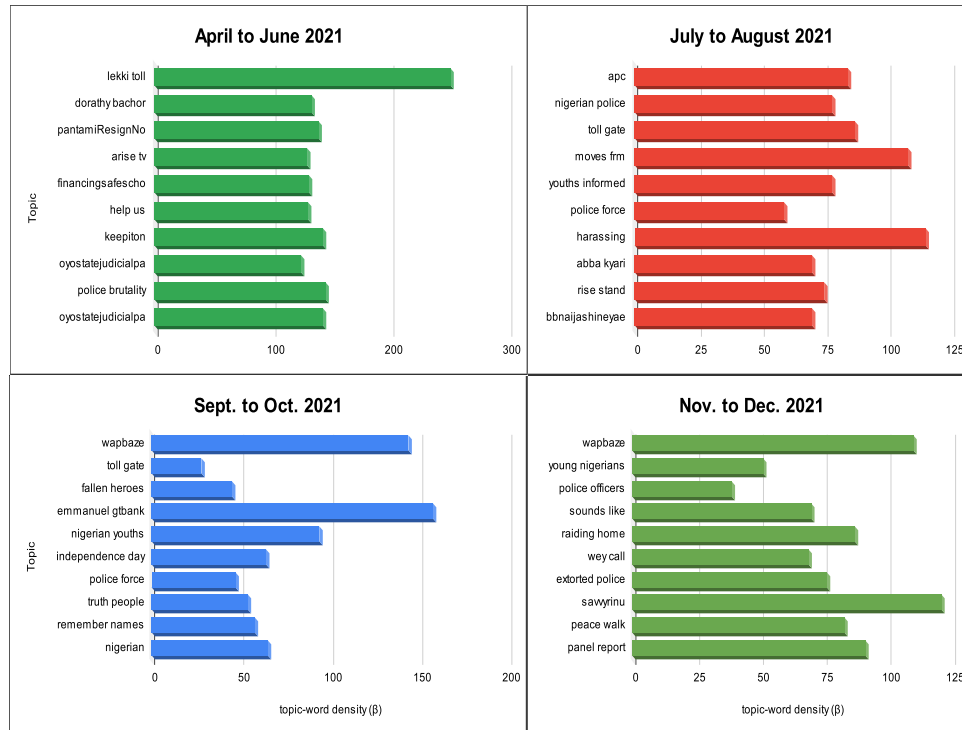 April to June 2021
Topic
lekki toll
dorathy bachor
pantamiResignNo
arise tv
financingsafescho
help us
keepiton
oyostatejudicialpa
police brutality
oyostatejudicialpa
0 100 200 300
July to August 2021
apc
nigerian police
toll gate
moves frm
youths informed
police force
harassing
abba kyari
rise stand
bbnaijashineyae
0 25 50 75 100 125
Sept. to Oct. 2021
Topic
wapbaze
toll gate
fallen heroes
emmanuel gtbank
nigerian youths
independence day
police force
truth people
remember names
nigerian
0 50 100 150 200
topic-word density (β)
Nov. to Dec. 2021
wapbaze
young nigerians
police officers
sounds like
raiding home
wey call
extorted police
savvyrinu
peace walk
panel report
0 25 50 75 100 125
topic-word density (β)